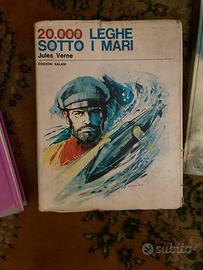 20.000 LEGHE
SOTTO I MARI
Jules Verne
EDIZIONI SALANI
subito